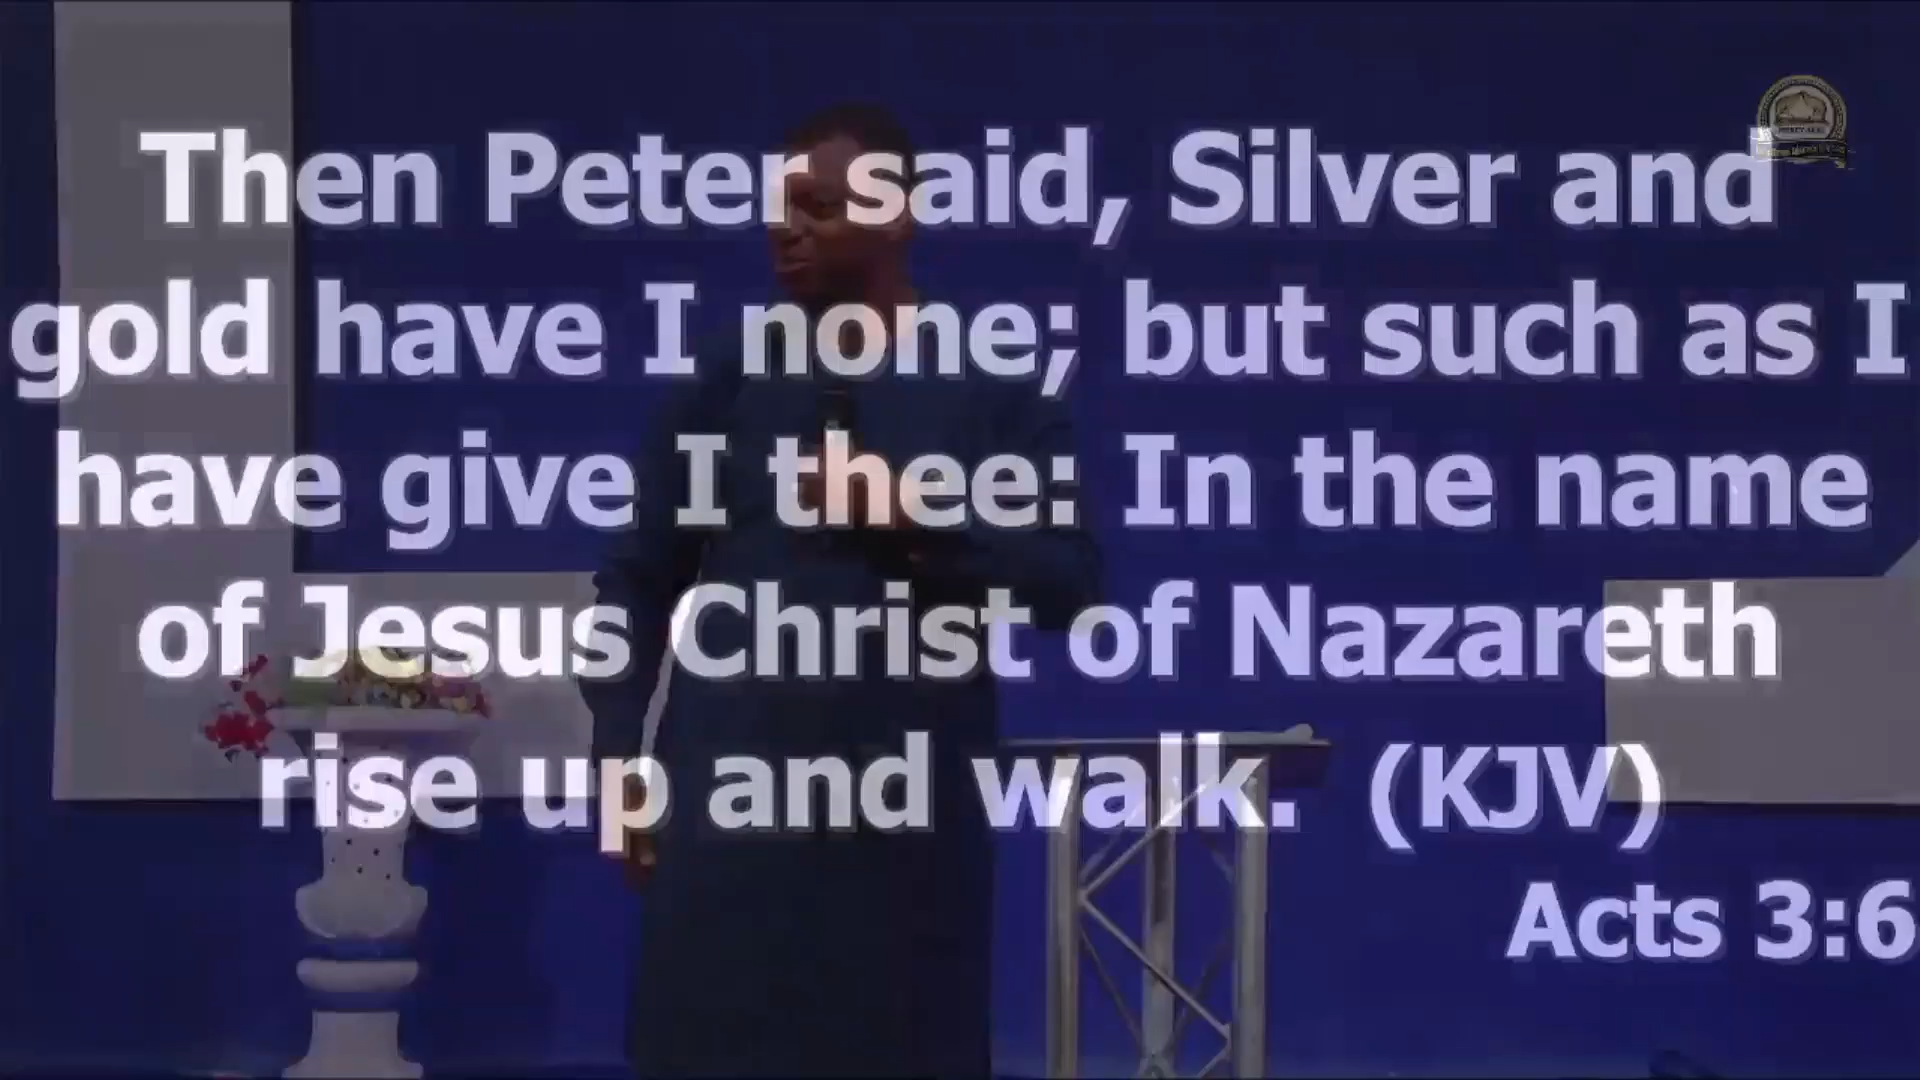 Then Peter said, Silver and
gold have I none; but such as I
have give I thee: In the name
of Jesus Christ of Nazareth
rise up and walk. (KJV)
Acts 3:6